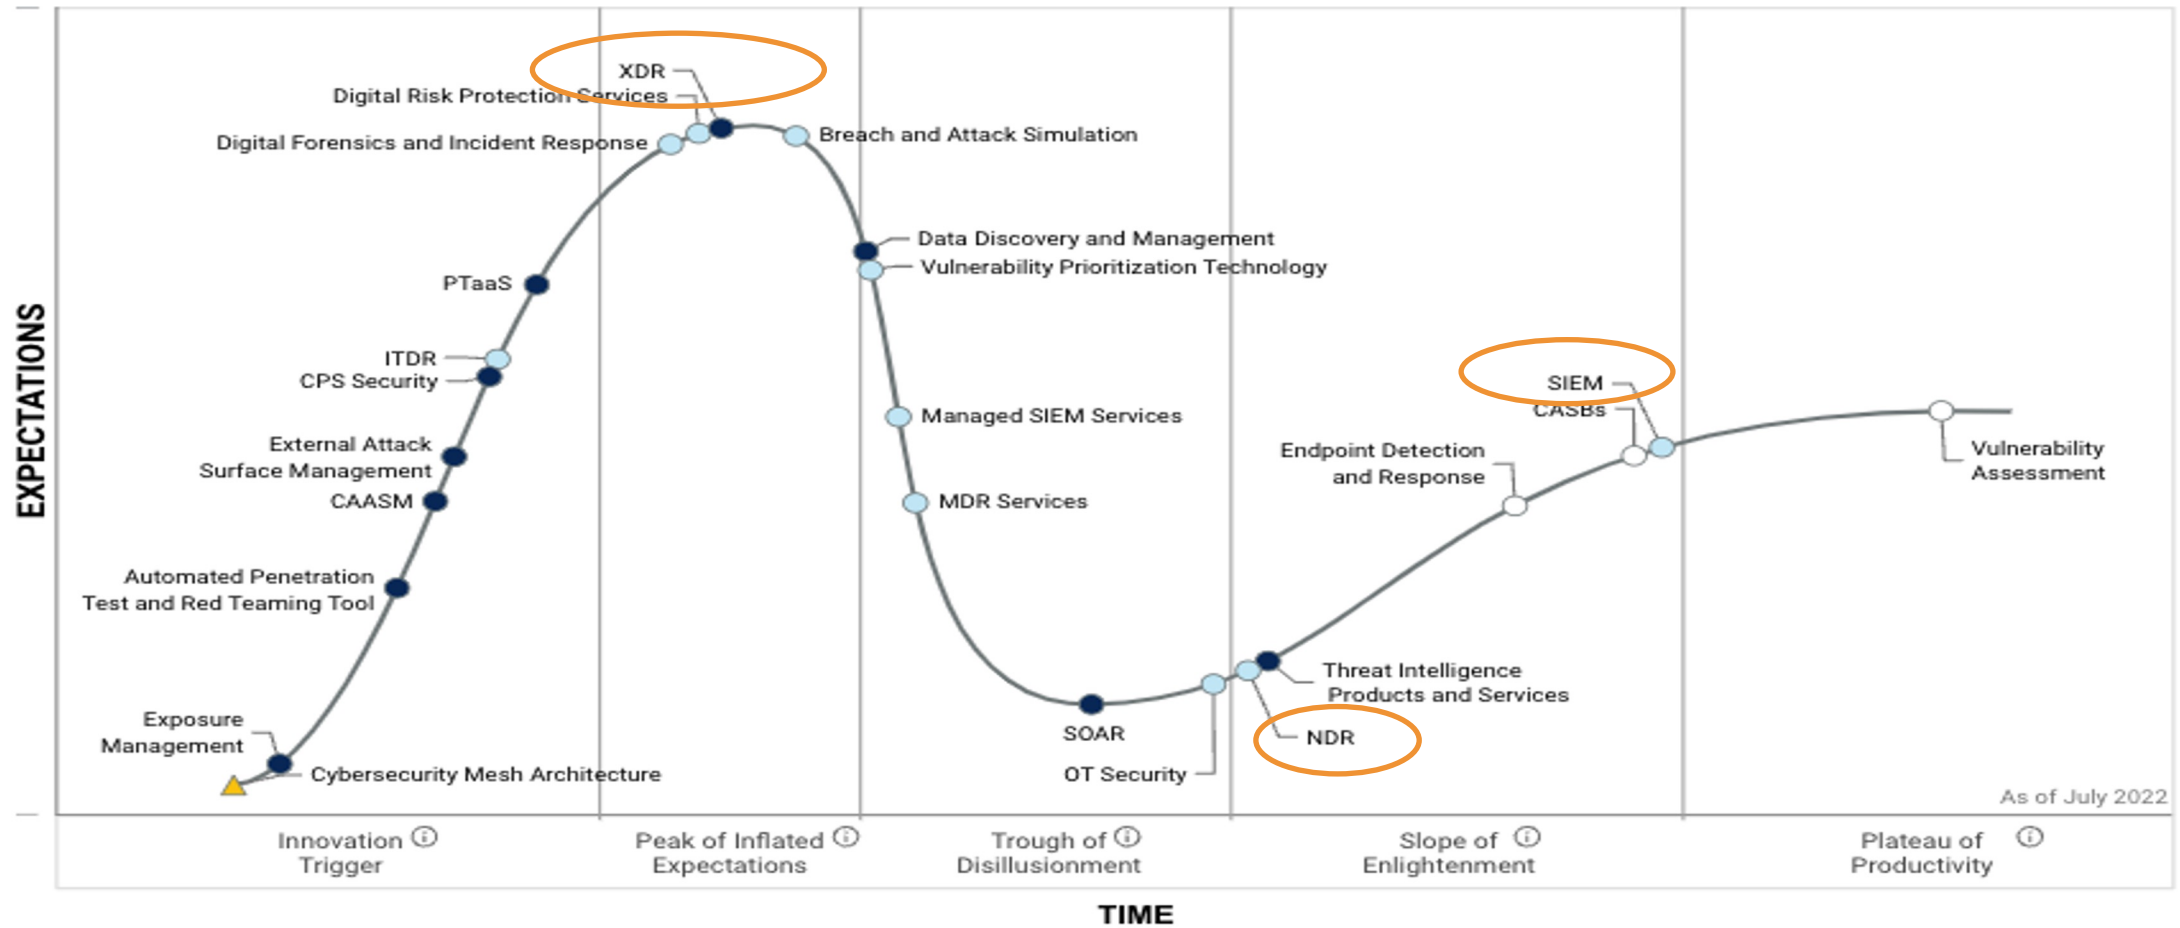 XDR
Digital Risk Protection Services
Digital Forensics and Incident Response
Breach and Attack Simulation
Data Discovery and Management
Vulnerability Prioritization Technology
PTaaS
ITDR
CPS Security
External Attack
Surface Management
CAASM
Automated Penetration
Test and Red Teaming Tool
Exposure
Management
Cybersecurity Mesh Architecture
Managed SIEM Services
MDR Services
SOAR
OT Security
NDR
Threat Intelligence
Products and Services
Endpoint Detection
and Response
SIEM
CASBs
Vulnerability
Assessment
As of July 2022
EXPECTATIONS
Innovation
Trigger
Peak of Inflated
Expectations
Trough of
Disillusionment
Slope of
Enlightenment
Plateau of
Productivity
TIME